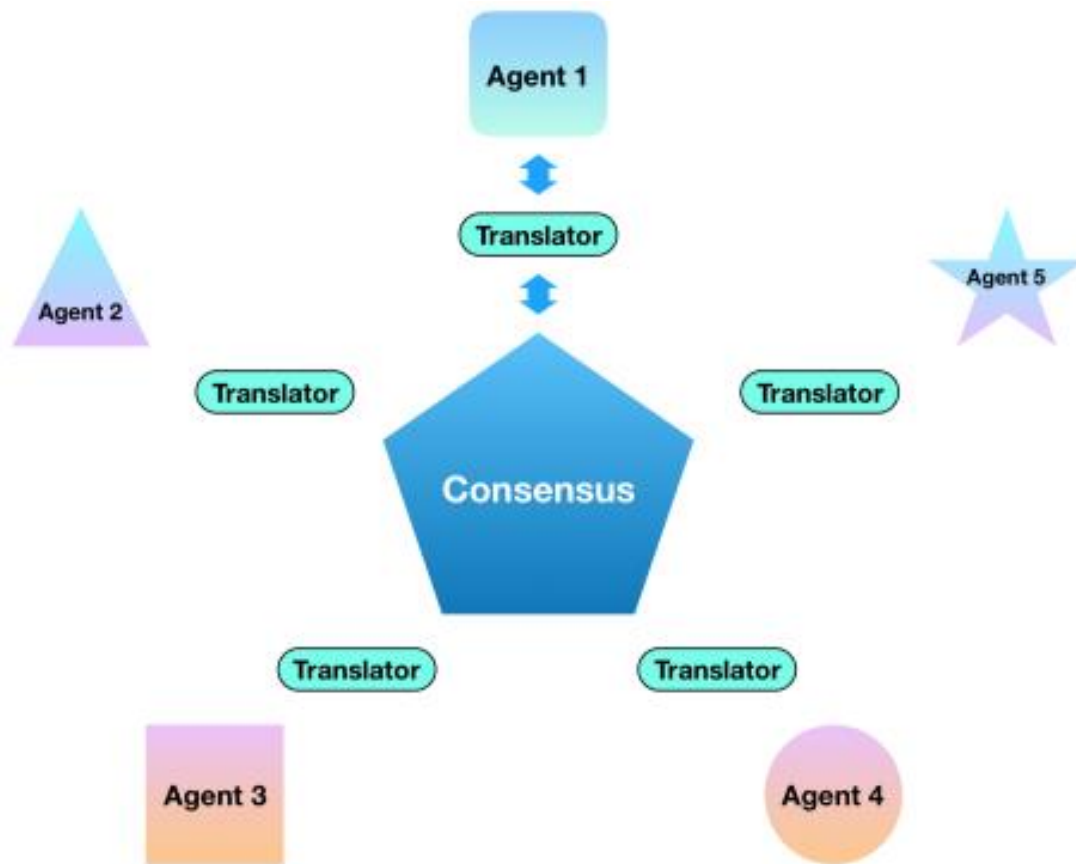 Agent 1
Translator
Agent 2
Agent 5
Translator
Translator
Consensus
Translator
Translator
Agent 3
Agent 4